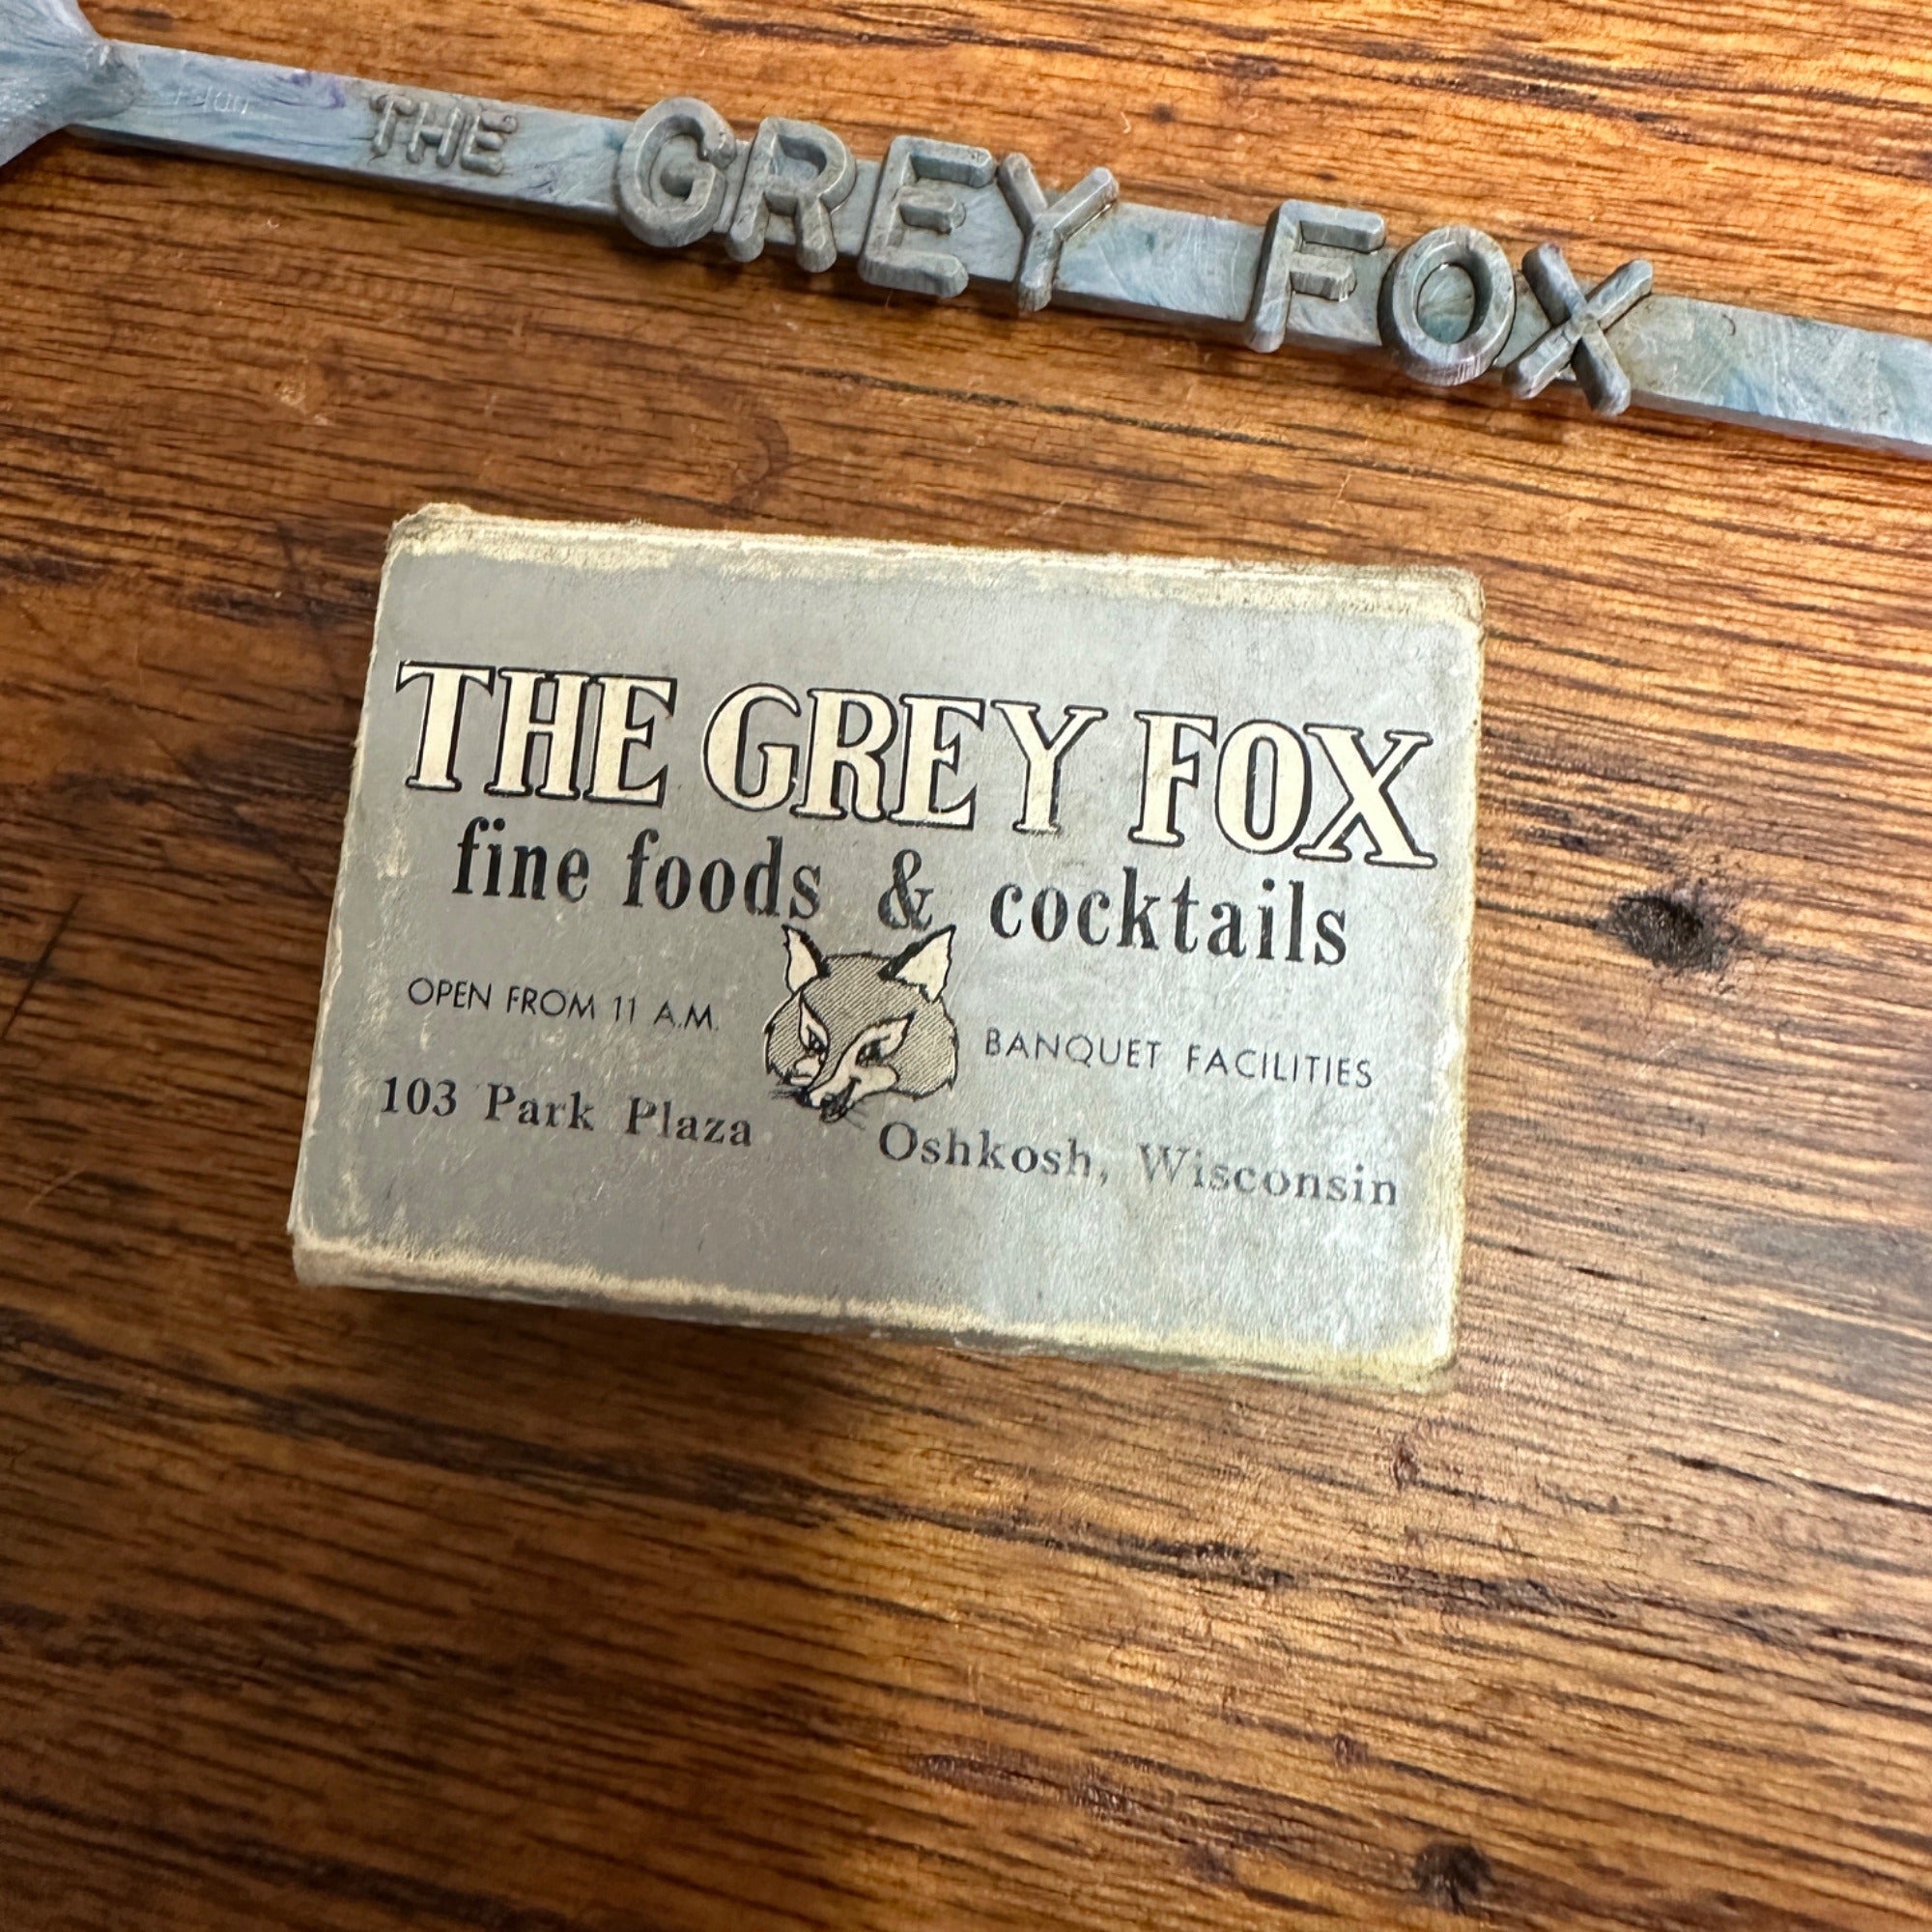 THE GREY FOX
THE GREY FOX
fine foods & cocktails
OPEN FROM 11 A.M.
BANQUET FACILITIES
103 Park Plaza
Oshkosh, Wisconsin